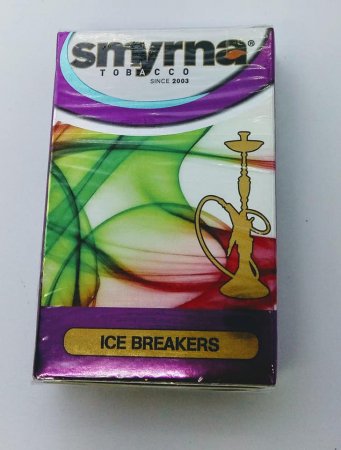 smyrna®
TOBACCO
SINCE 2003
ICE BREAKERS